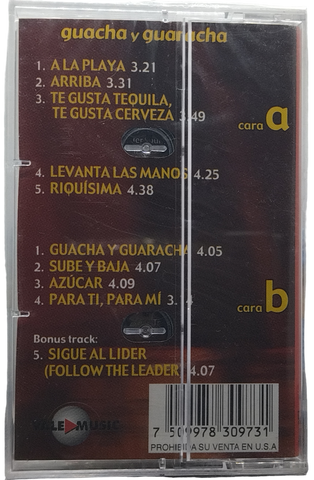 guacha y guaracha
1. A LA PLAYA 3.21
2. ARRIBA 3.31
3. TE GUSTA TEQUILA,
TE GUSTA CERVEZA 3.49
cara a
4. LEVANTA LAS MANOS 4.25
5. RIQUÍSIMA 4.38
1. GUACHA Y GUARACHA 4.05
2. SUBE Y BAJA 4.07
3. AZÚCAR 4.09
4. PARA TI, PARA MÍ
cara b
Bonus track:
5. SIGUE AL LIDER
(FOLLOW THE LEADER) 4.07
MUSIC
7 509978 309731
PROHIBIDA SU VENTA EN U.S.A